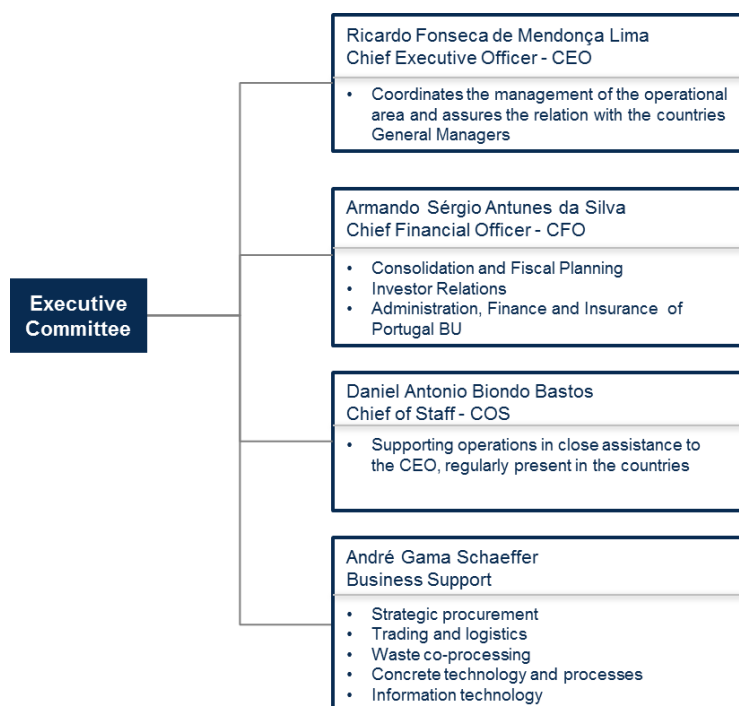 Ricardo Fonseca de Mendonça Lima
Chief Executive Officer - CEO
• Coordinates the management of the operational
area and assures the relation with the countries
General Managers
Armando Sérgio Antunes da Silva
Chief Financial Officer - CFO
• Consolidation and Fiscal Planning
• Investor Relations
• Administration, Finance and Insurance of
Portugal BU
Executive
Committee
Daniel Antonio Biondo Bastos
Chief of Staff - COS
• Supporting operations in close assistance to
the CEO, regularly present in the countries
André Gama Schaeffer
Business Support
• Strategic procurement
• Trading and logistics
• Waste co-processing
• Concrete technology and processes
• Information technology